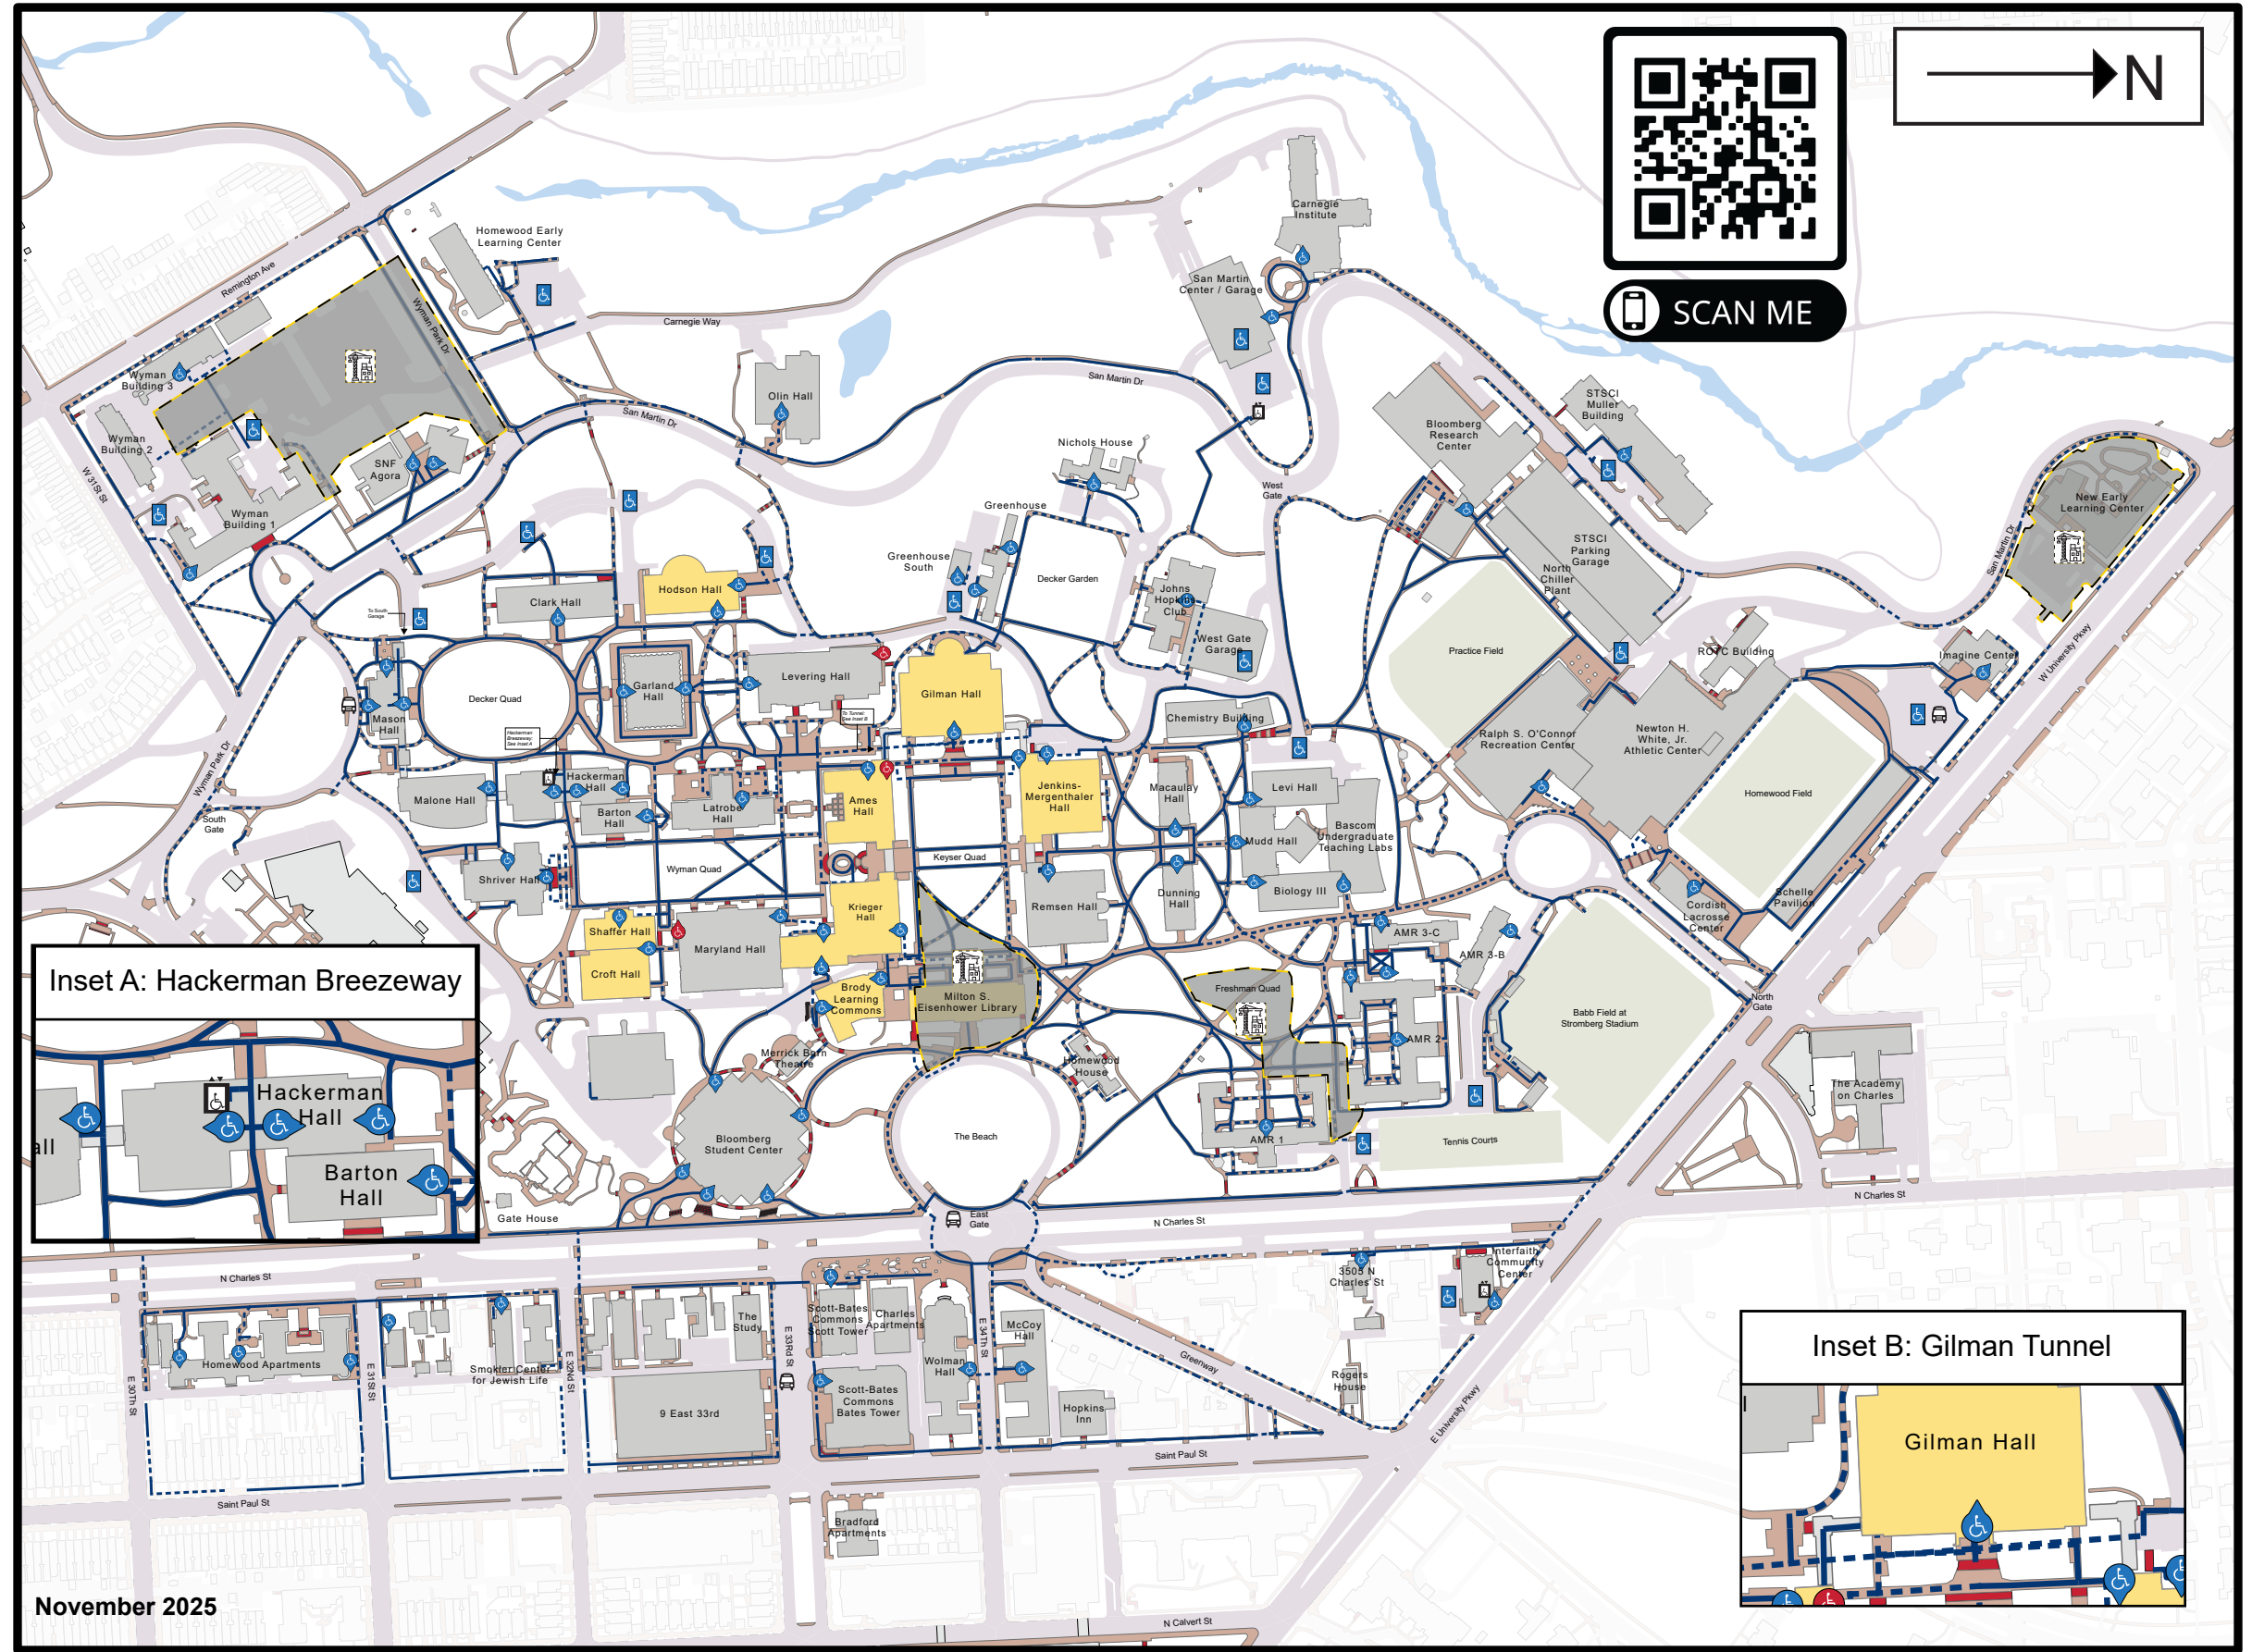 N
SCAN ME
Carnegie
Institute
Homewood Early
Learning Center
San Martin
Center / Garage
Remington Ave
Wyman Park Dr
Carnegie Way
Wyman
Building 3
Olin Hall
San Martin Dr
San Martin Dr
STSCI
Muller
Building
Bloomberg
Research
Center
Wyman
Building 2
SNF
Agora
Nichols House
W 31St St
West
Gate
New Early
Learning Center
Wyman
Building 1
Greenhouse
Greenhouse
South
Decker Garden
STSCI
Parking
Garage
North
Chiller
Plant
San Martin Dr
Hodson Hall
Clark Hall
Johns
Hopkins
Club
To South
Garage
West Gate
Garage
Practice Field
ROTC Building
Imagine Center
W University Pkwy
Levering Hall
Garland
Hall
Gilman Hall
Decker Quad
Mason
Hall
To Tunnel:
See Inset B
Chemistry Building
Hackerman
Breezeway:
See Inset A
Ralph S. O'Connor
Recreation Center
Newton H.
White, Jr.
Athletic Center
Wyman Park Dr
Hackerman
Hall
Malone Hall
Barton
Hall
Latrobe
Hall
Ames
Hall
Jenkins-
Mergenthaler
Hall
Macaulay
Hall
Levi Hall
Homewood Field
South
Gate
Bascom
Undergraduate
Teaching Labs
Mudd Hall
Keyser Quad
Wyman Quad
Shriver Hall
Biology III
Dunning
Hall
Remsen Hall
Krieger
Hall
Schelle
Pavilion
Cordish
Lacrosse
Center
Shaffer Hall
Maryland Hall
AMR 3-C
AMR 3-B
Croft Hall
Brody
Learning
Commons
Milton S.
Eisenhower Library
Freshman Quad
North
Gate
Babb Field at
Stromberg Stadium
AMR 2
Merrick Barn
Theatre
Homewood
House
The Academy
on Charles
Bloomberg
Student Center
The Beach
AMR 1
Tennis Courts
Inset A: Hackerman Breezeway
Hackerman
Hall
all
Barton
Hall
Gate House
East
Gate
N Charles St
N Charles St
N Charles St
Interfaith
Community
Center
3505 N
Charles St
The
Study
Scott-Bates
Commons
Scott Tower
Charles
Apartments
McCoy
Hall
E 33Rd St
E 34Th St
Homewood Apartments
Smokler Center
for Jewish Life
Wolman
Hall
Greenway
Rogers
House
E 30Th St
E 31St St
E 32Nd St
9 East 33rd
Scott-Bates
Commons
Bates Tower
Hopkins
Inn
E University Pkwy
Saint Paul St
Saint Paul St
Bradford
Apartments
N Calvert St
Inset B: Gilman Tunnel
l
Gilman Hall
November 2025